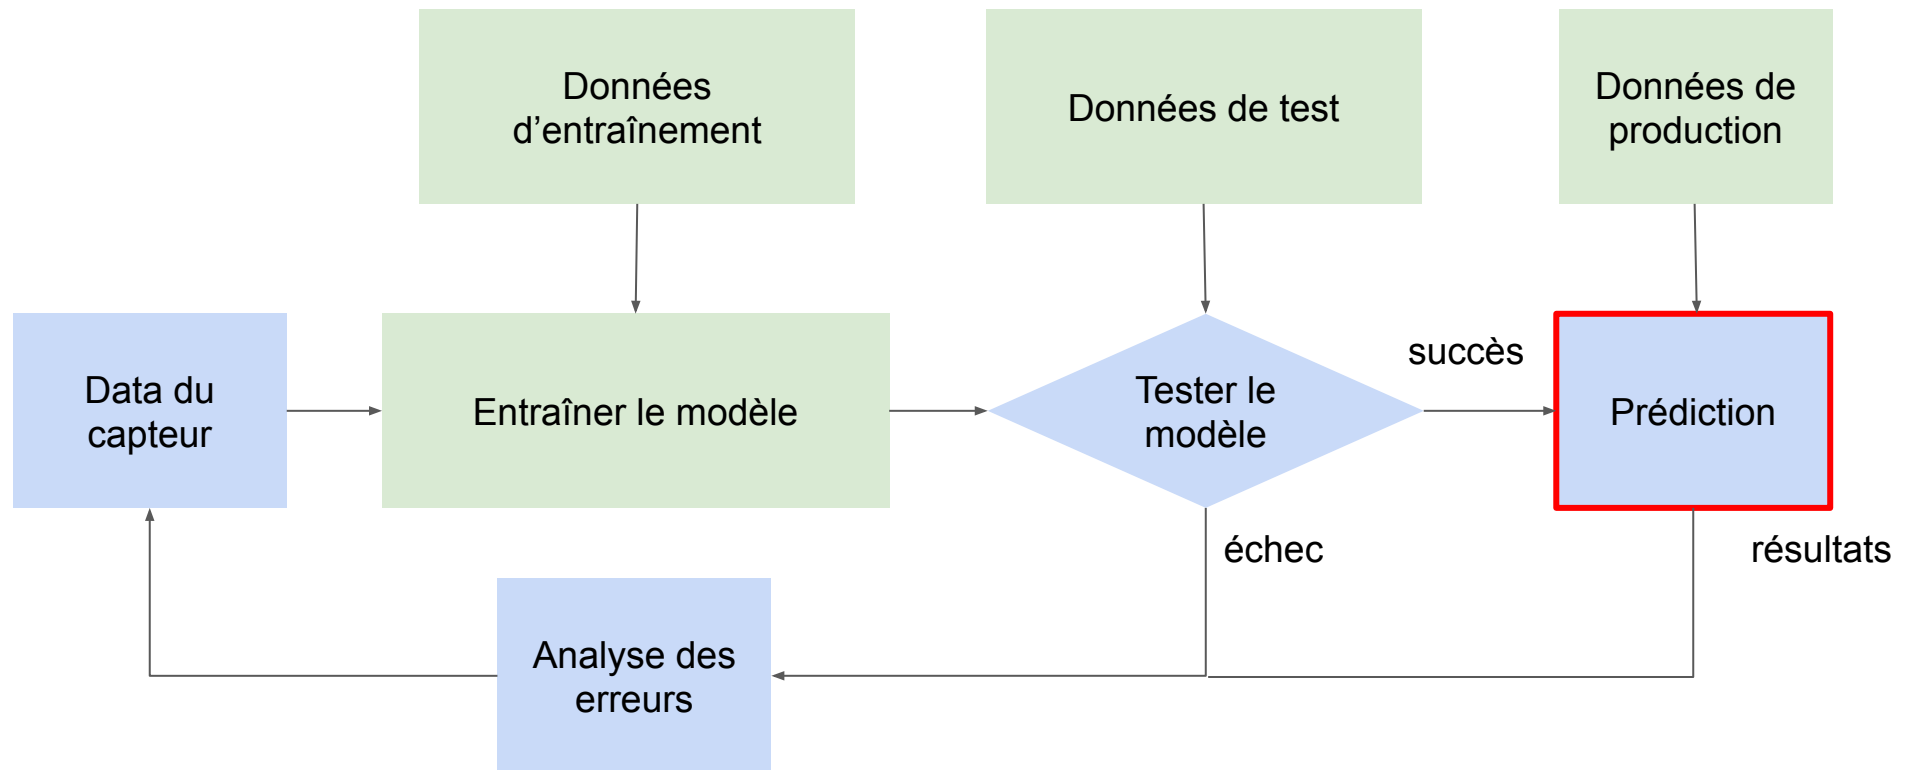 Données
d’entraînement
Données de test
Données de
production
Data du
capteur
Entraîner le modèle
Tester le
modèle
succès
Prédiction
échec
résultats
Analyse des
erreurs